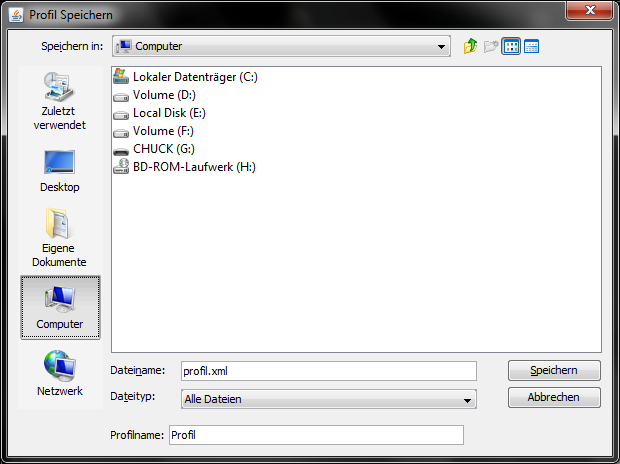 Profil Speichern
Speichern in:
Computer
Zuletzt
verwendet
Desktop
Eigene
Dokumente
Computer
Netzwerk
Lokaler Datenträger (C:)
Volume (D:)
Local Disk (E:)
Volume (F:)
CHUCK (G:)
BD-ROM-Laufwerk (H:)
Dateiname:
profil.xml
Speichern
Dateityp:
Alle Dateien
Abbrechen
Profilname:
Profil